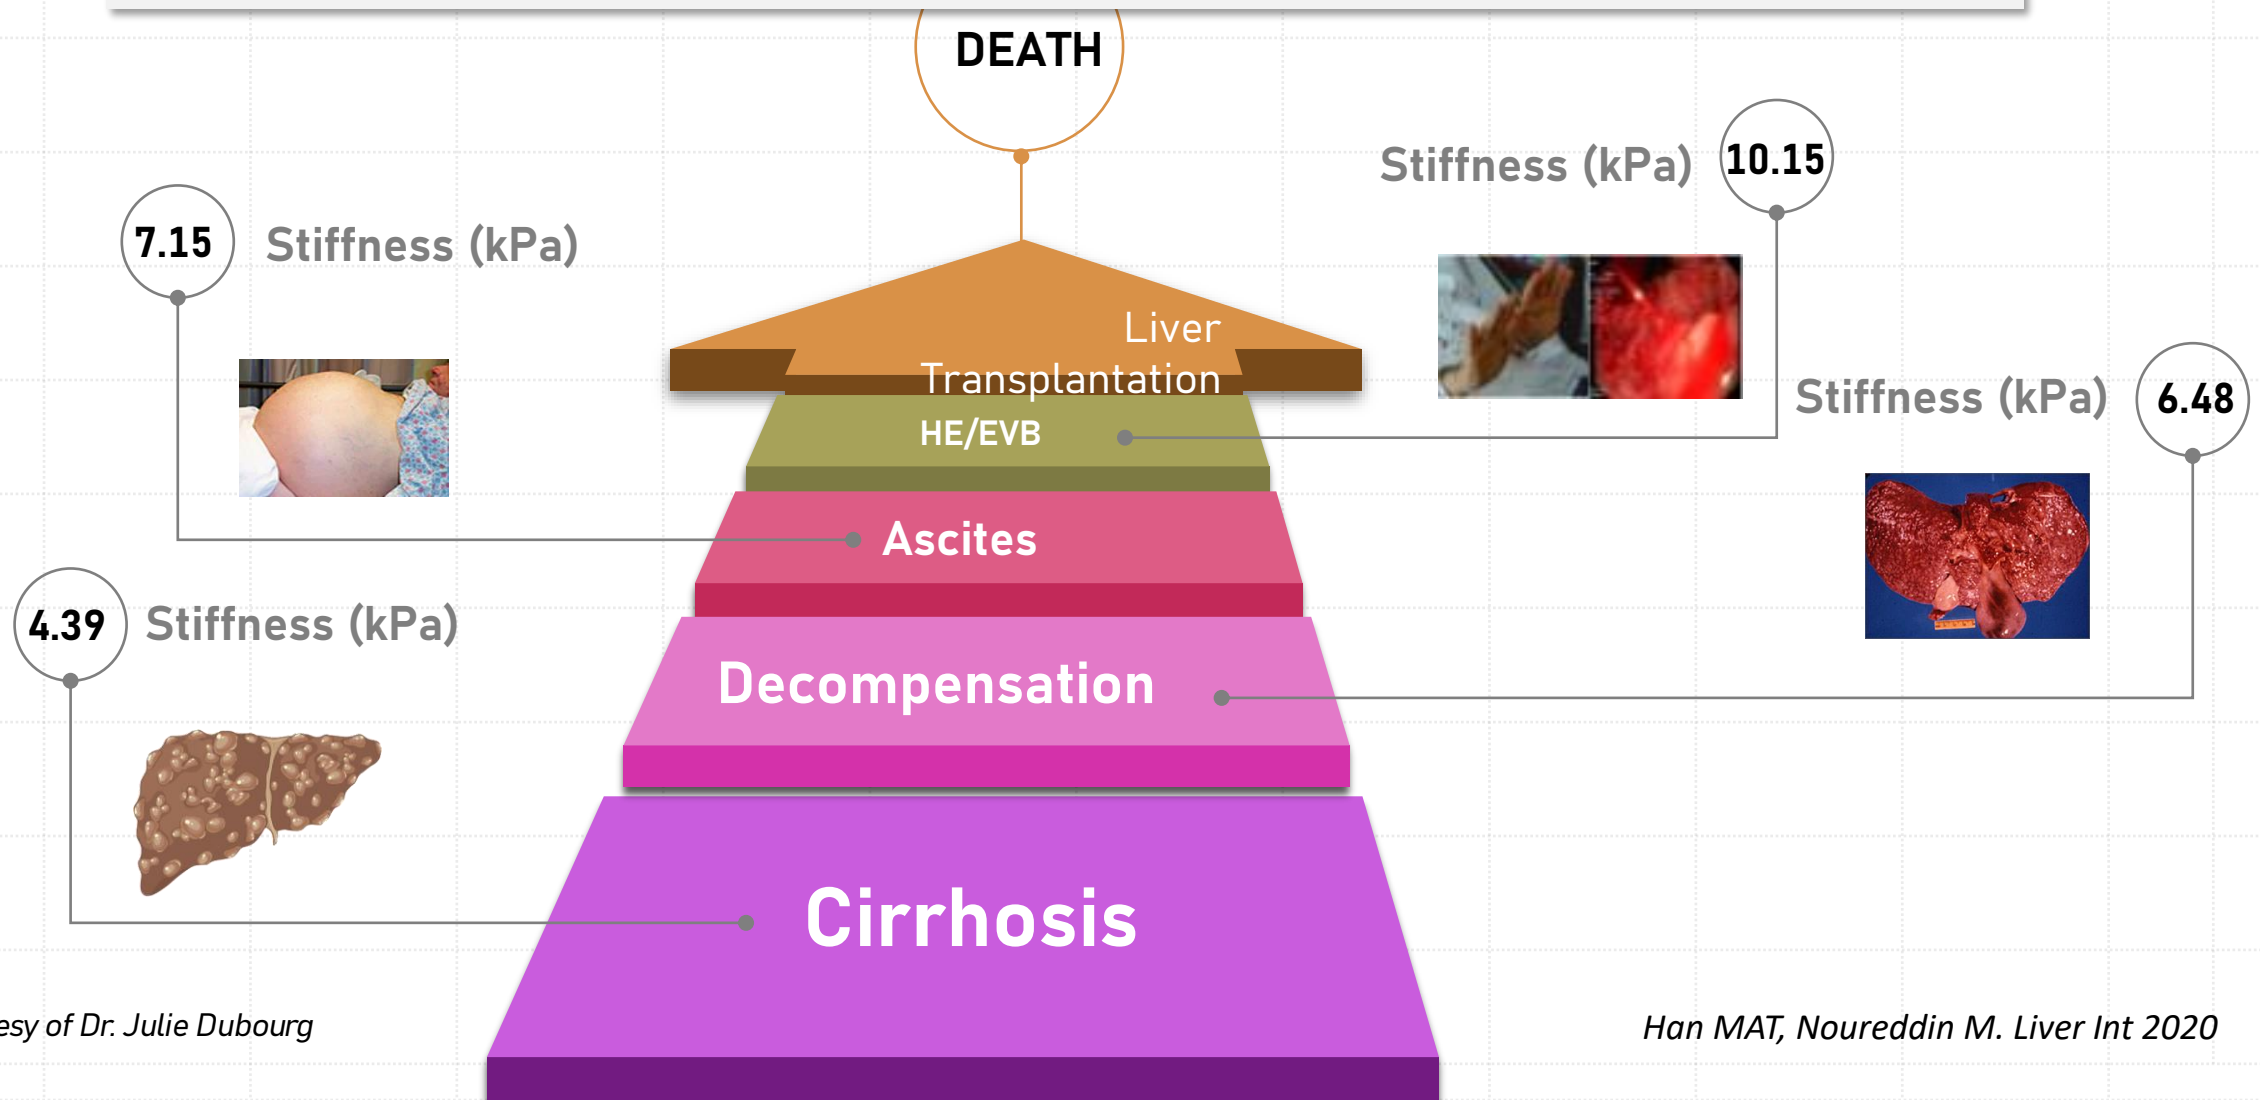 DEATH
Stiffness (kPa) 10.15
7.15 Stiffness (kPa)
Liver
Transplantation
Stiffness (kPa) 6.48
HE/EVB
Ascites
4.39 Stiffness (kPa)
Decompensation
Cirrhosis
esy of Dr. Julie Dubourg
Han MAT, Noureddin M. Liver Int 2020